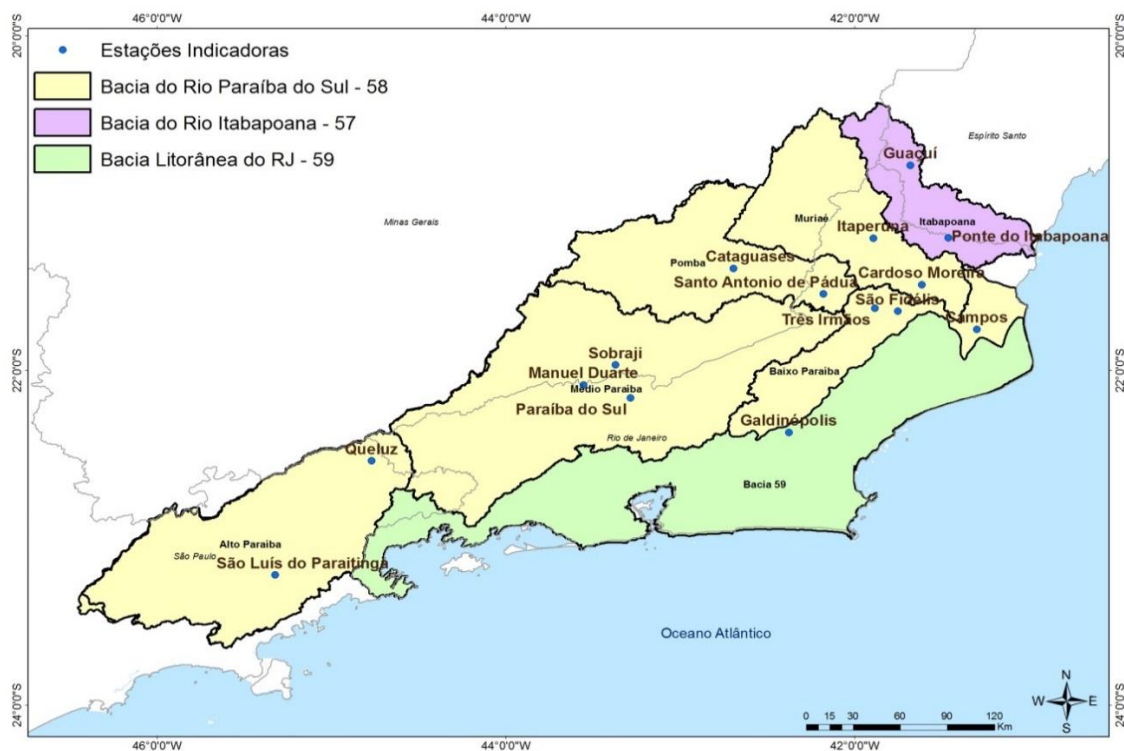 46°0'0"W
44°0'0"W
42°0'0"W
20°0'0"S
20°0'0"S
Estações Indicadoras
Bacia do Rio Paraíba do Sul - 58
Bacia do Rio Itabapoana - 57
Bacia Litorânea do RJ - 59
Espírito Santo
Guaçuí
Minas Gerais
Muriaé
Itabapoana
Itaperuna
Ponte do Itabapoana
Cataguases
Pomba
Cardoso Moreira
Santo Antonio de Pádua
São Fidélis
Três Irmãos
Campos
22°0'0"S
22°0'0"S
Sobraji
Manuel Duarte
Médio Paraíba
Baixo Paraiba
Paraíba do Sul
Galdinópolis
Rio de Janeiro
Queluz
Bacia 59
Alto Paraiba
São Paulo
São Luís do Paraitinga
Oceano Atlântico
N
W E
S
24°0'0"S
24°0'0"S
0 15 30 60 90 120
Km
46°0'0"W
44°0'0"W
42°0'0"W